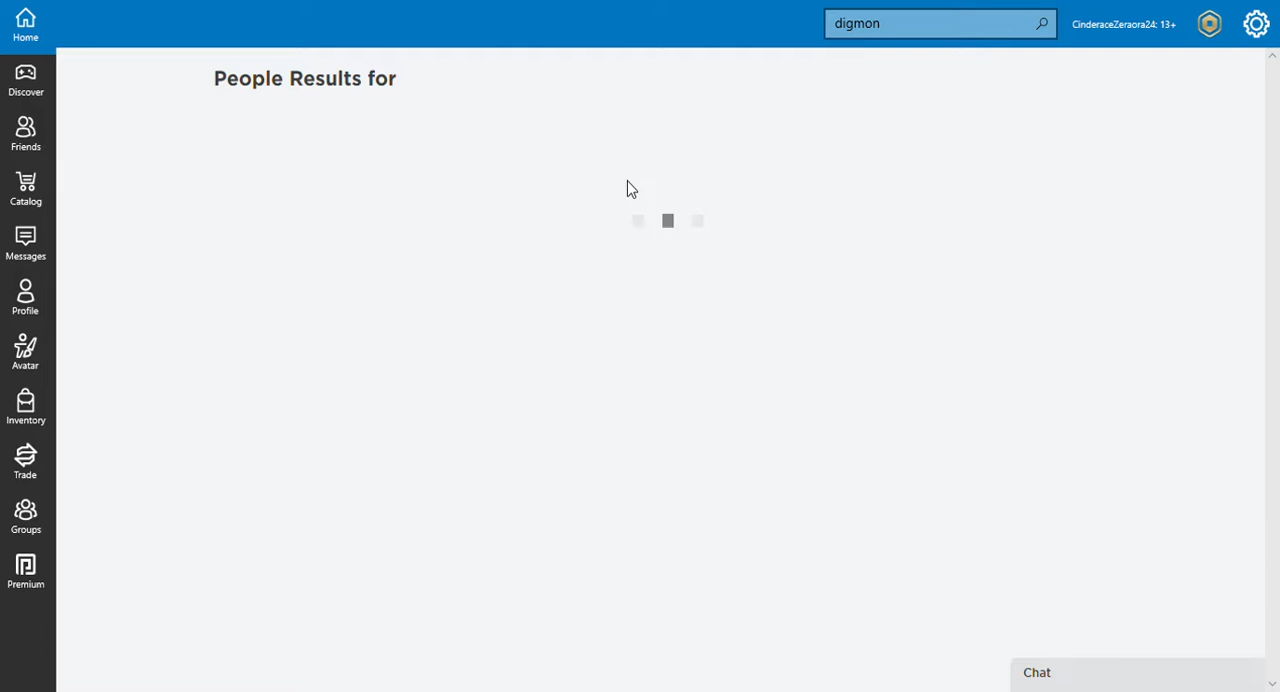 Home
digmon
CinderaceZeraora24: 13+
Discover
People Results for
Friends
Catalog
Messages
Profile
Avatar
Inventory
Trade
Groups
Premium
Chat